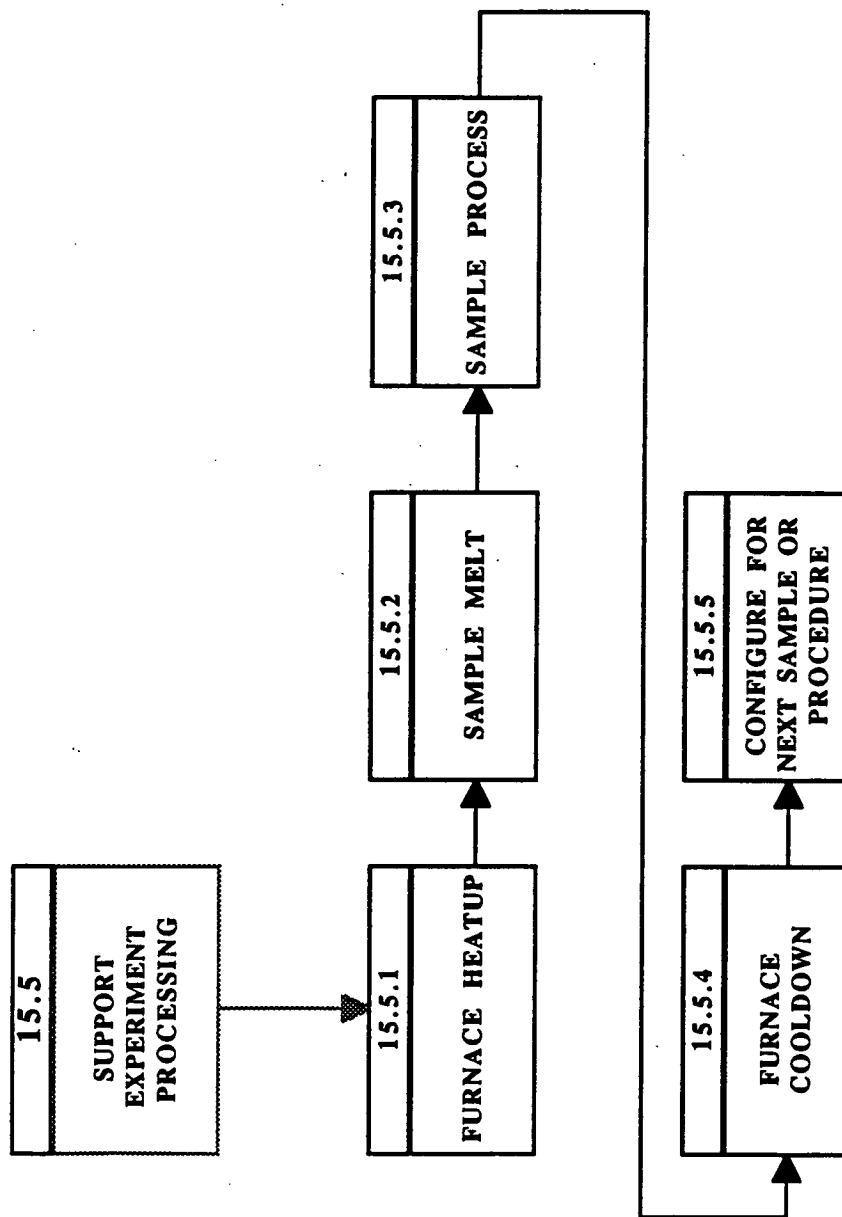 15.5
SUPPORT
EXPERIMENT
PROCESSING
15.5.1
FURNACE HEATUP
15.5.2
SAMPLE MELT
15.5.3
SAMPLE PROCESS
15.5.4
FURNACE
COOLDOWN
15.5.5
CONFIGURE FOR
NEXT SAMPLE OR
PROCEDURE